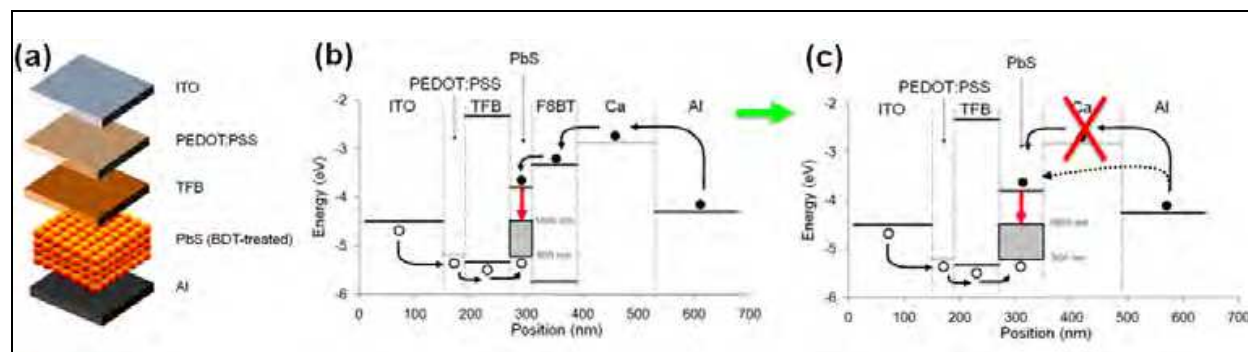 (a)
ITO
PEDOT:PSS
TFB
PbS (BDT-treated)
Al
(b)
PbS
PEDOT:PSS
ITO TFB F8BT Ca Al
-2
-3
-4
-5
-6
Energy (eV)
0 100 200 300 400 500 600 700
Position (nm)
(c)
PbS
PEDOT:PSS
ITO TFB Ca Al
-2
-3
-4
-5
-6
Energy (eV)
0 100 200 300 400 500 600 700
Position (nm)